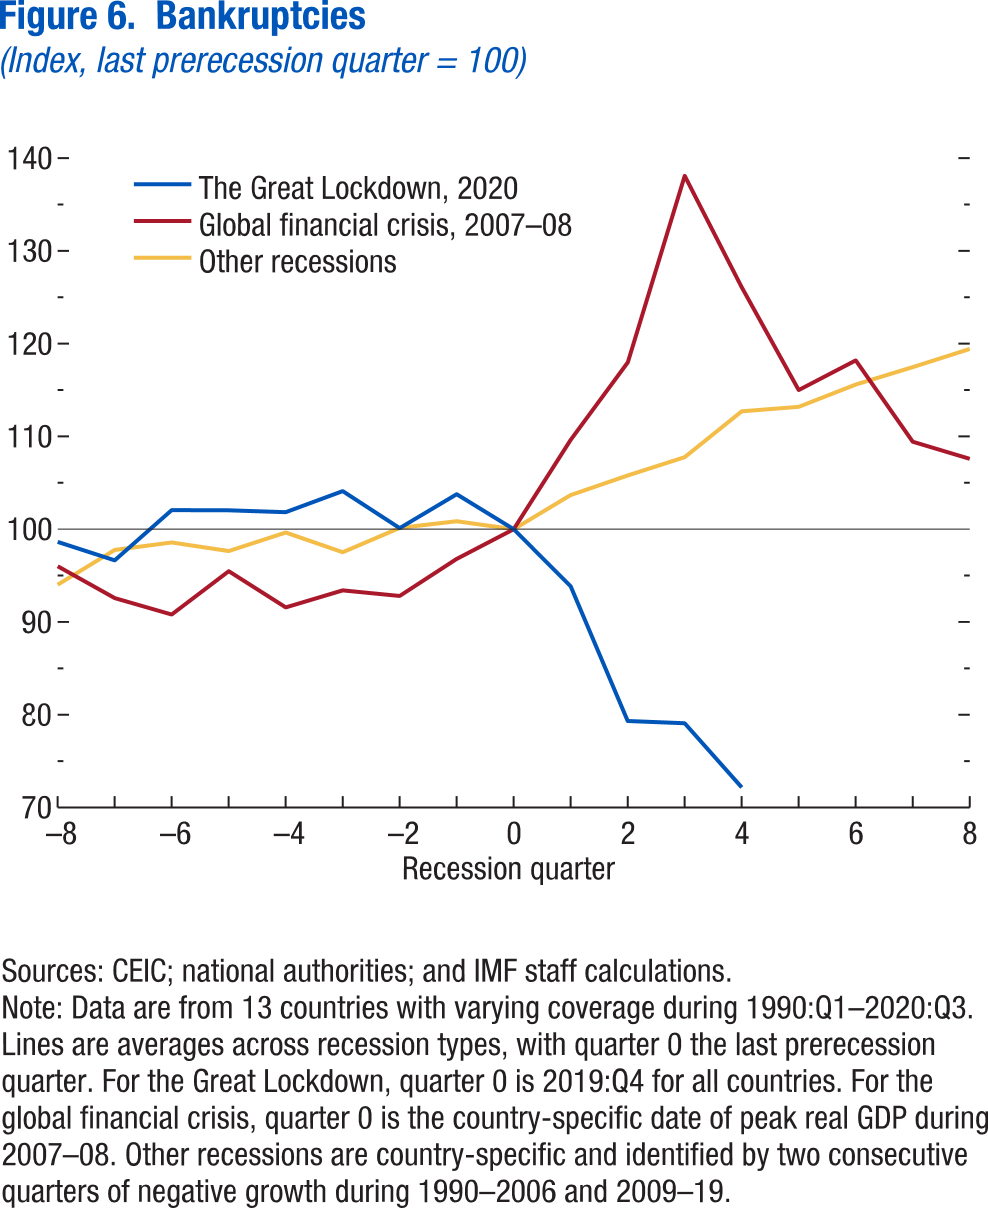 Figure 6. Bankruptcies
(Index, last prerecession quarter = 100)
140
The Great Lockdown, 2020
Global financial crisis, 2007–08
130
Other recessions
120
110
100
90
80
70
–8 –6 –4 –2 0 2 4 6 8
Recession quarter
Sources: CEIC; national authorities; and IMF staff calculations.
Note: Data are from 13 countries with varying coverage during 1990:Q1–2020:Q3.
Lines are averages across recession types, with quarter 0 the last prerecession
quarter. For the Great Lockdown, quarter 0 is 2019:Q4 for all countries. For the
global financial crisis, quarter 0 is the country-specific date of peak real GDP during
2007–08. Other recessions are country-specific and identified by two consecutive
quarters of negative growth during 1990–2006 and 2009–19.